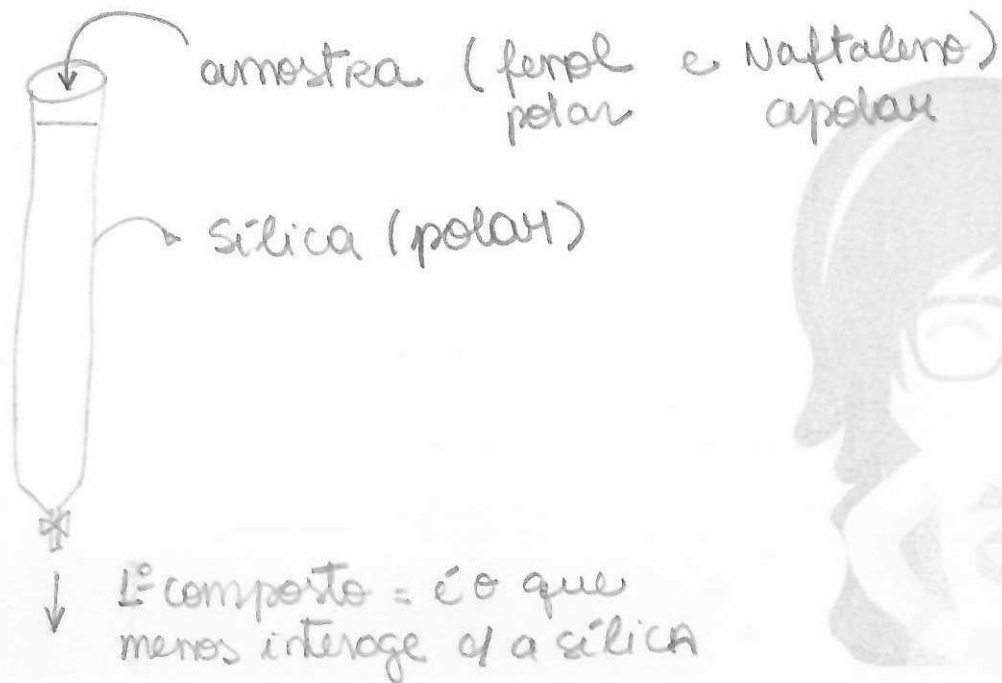 amostra (fenol e Naftaleno)
polar apolar
sílica (polar)
1º composto = é o que
menos interage c/ a sílica